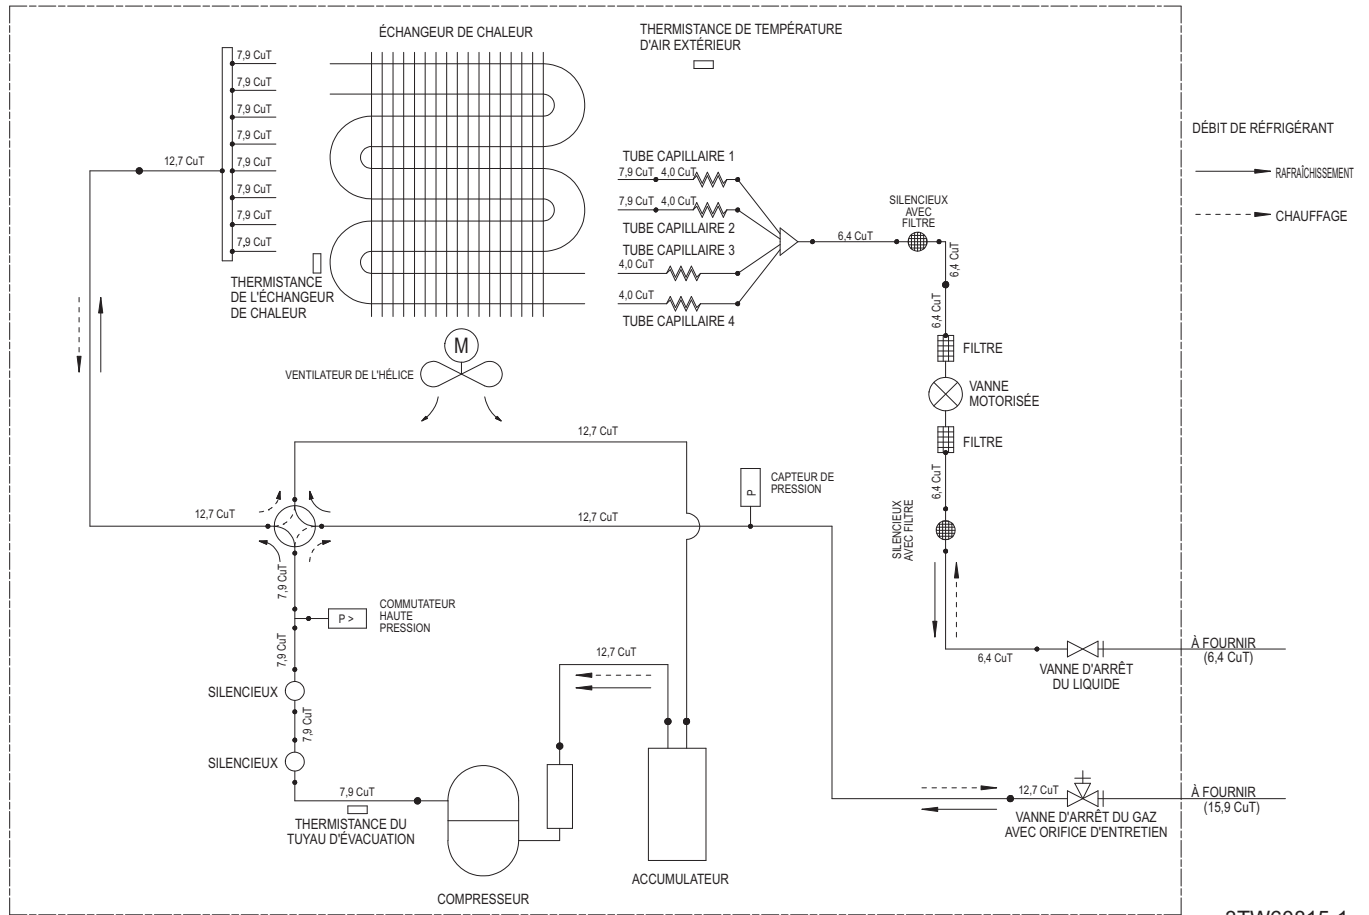 ÉCHANGEUR DE CHALEUR
THERMISTANCE DE TEMPÉRATURE
D'AIR EXTÉRIEUR
7,9 CuT
7,9 CuT
7,9 CuT
7,9 CuT
7,9 CuT
7,9 CuT
7,9 CuT
7,9 CuT
12,7 CuT
THERMISTANCE
DE L'ÉCHANGEUR
DE CHALEUR
TUBE CAPILLAIRE 1
7,9 CuT 4,0 CuT
7,9 CuT 4,0 CuT
TUBE CAPILLAIRE 2
TUBE CAPILLAIRE 3
4,0 CuT
4,0 CuT
TUBE CAPILLAIRE 4
6,4 CuT
SILENCIEUX
AVEC
FILTRE
6,4 CuT
6,4 CuT
FILTRE
VANNE
MOTORISÉE
FILTRE
6,4 CuT
SILENCIEUX
AVEC FILTRE
DÉBIT DE RÉFRIGÉRANT
RAFRAÎCHISSEMENT
CHAUFFAGE
M
VENTILATEUR DE L'HÉLICE
12,7 CuT
12,7 CuT
12,7 CuT
P
CAPTEUR DE
PRESSION
7,9 CuT
P >
COMMUTATEUR
HAUTE
PRESSION
7,9 CuT
SILENCIEUX
7,9 CuT
SILENCIEUX
7,9 CuT
THERMISTANCE DU
TUYAU D'ÉVACUATION
COMPRESSEUR
12,7 CuT
ACCUMULATEUR
6,4 CuT
VANNE D'ARRÊT
DU LIQUIDE
À FOURNIR
(6,4 CuT)
12,7 CuT
VANNE D'ARRÊT DU GAZ
AVEC ORIFICE D'ENTRETIEN
À FOURNIR
(15,9 CuT)